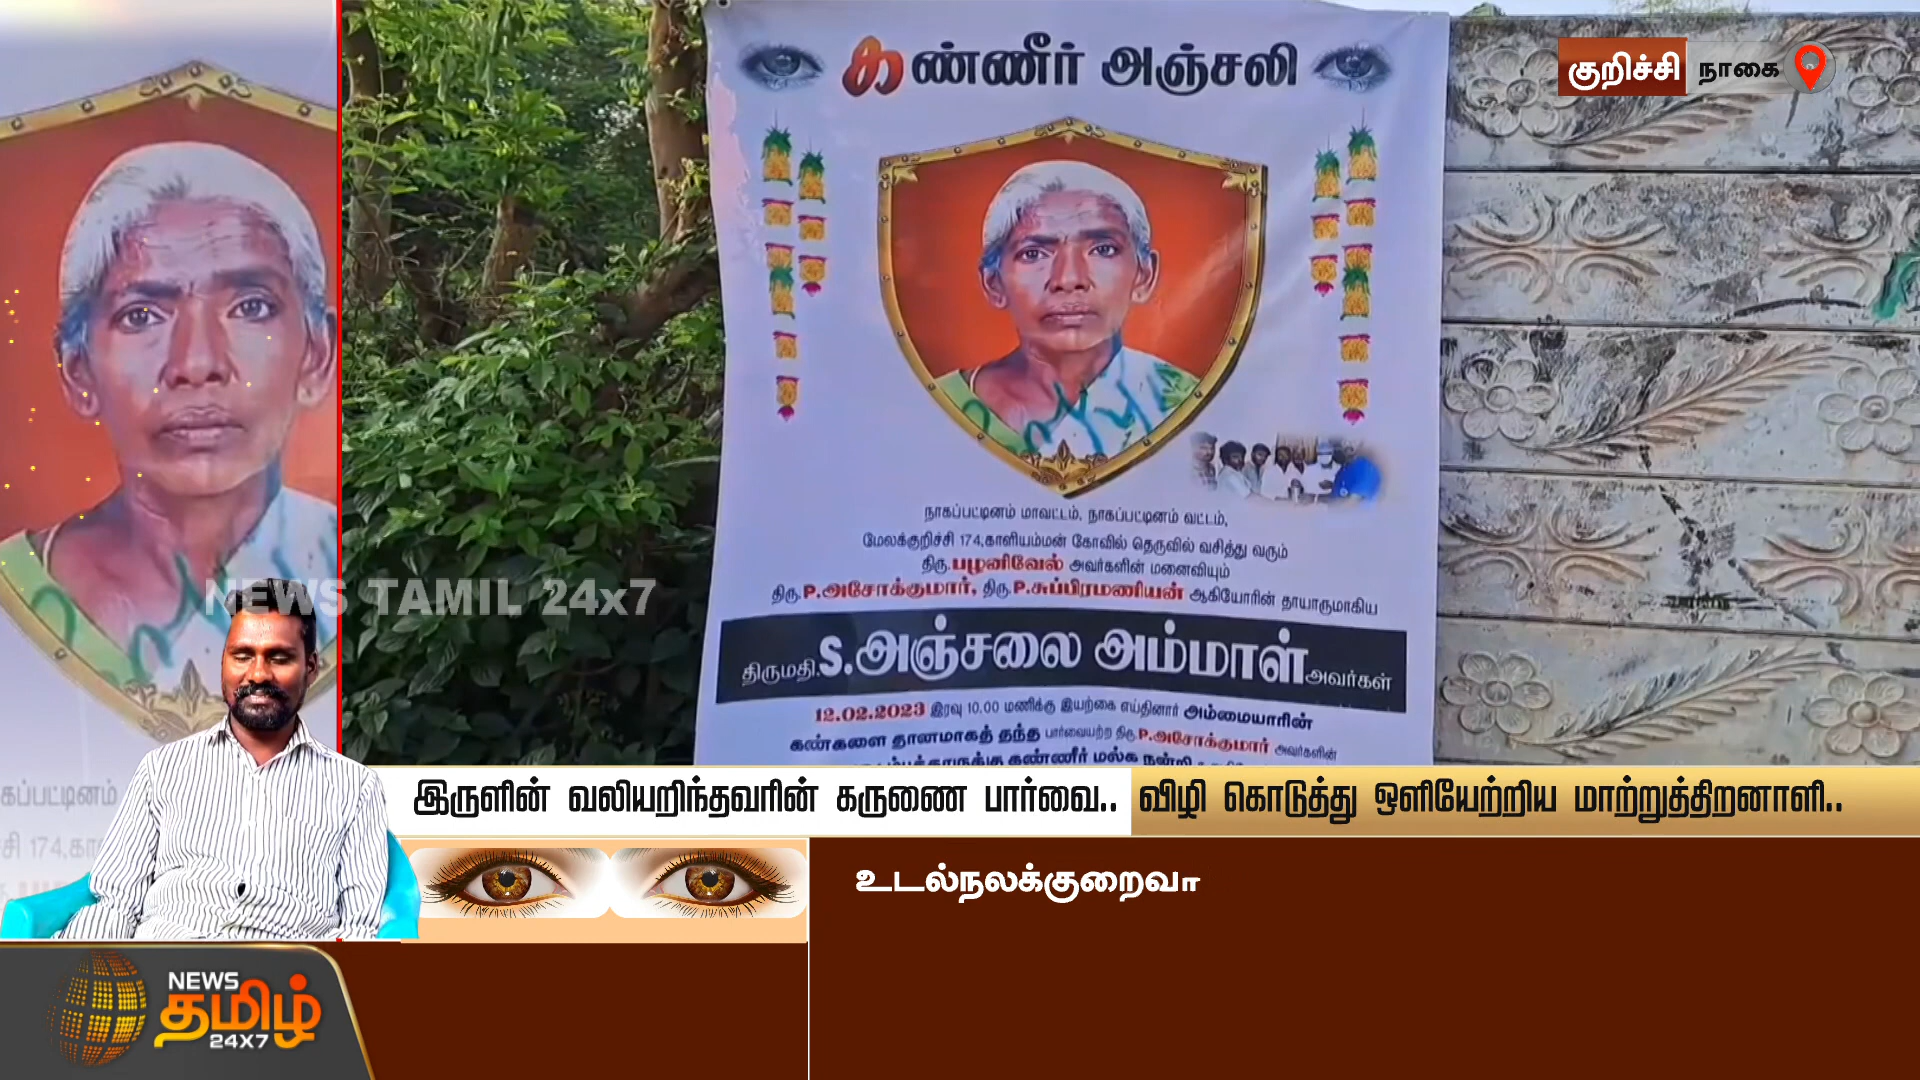 கண்ணீர் அஞ்சலி
குறிச்சி நாகை
நாகப்பட்டினம் மாவட்டம், நாகப்பட்டினம் வட்டம்,
மேலக்குறிச்சி 174,காளியம்மன் கோவில் தெருவில் வசித்து வரும்
திரு.பழனிவேல் அவர்களின் மனைவியும்
திரு.P.அசோக்குமார், திரு.P.சுப்பிரமணியன் ஆகியோரின் தாயாருமாகிய
திருமதி.S.அஞ்சலை அம்மாள் அவர்கள்
12.02.2023 இரவு 10.00 மணிக்கு இயற்கை எய்தினார் அம்மையாரின்
கண்களை தானமாகத் தந்த பார்வையற்ற திரு.P.அசோக்குமார் அவர்களின்
கண்ணீர் மல்க நன்றி
NEWS TAMIL 24x7
இருளின் வலியறிந்தவரின் கருணை பார்வை.. விழி கொடுத்து ஒளியேற்றிய மாற்றுத்திறனாளி..
உடல்நலக்குறைவா
NEWS
தமிழ்
24X7